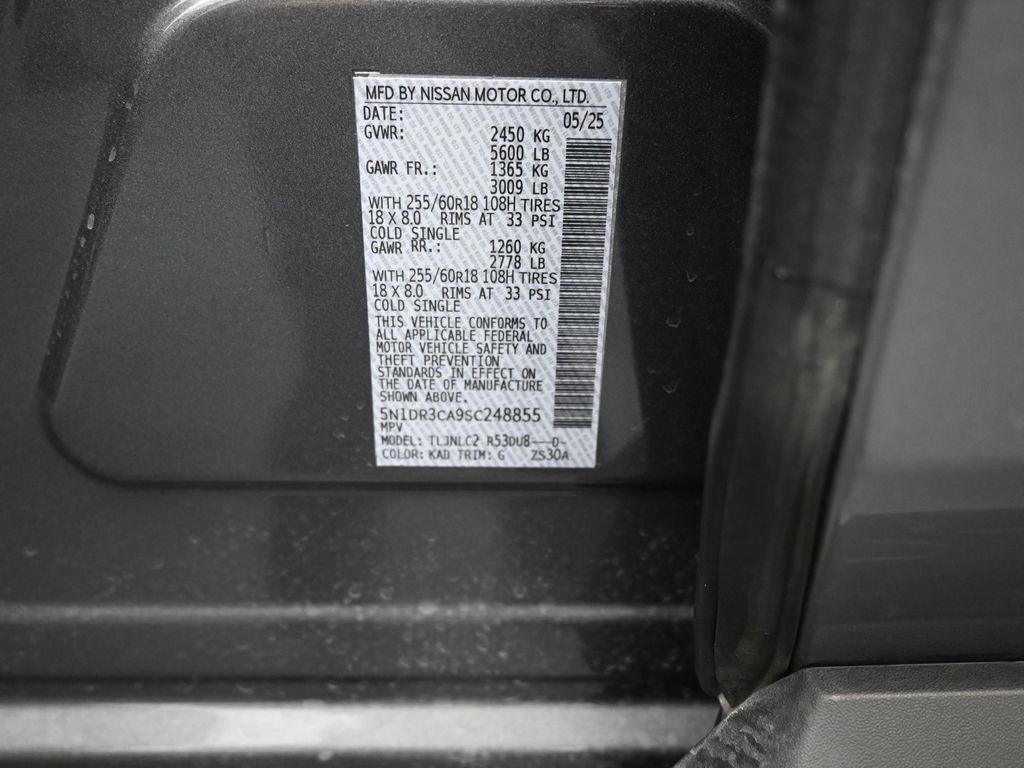 MFD BY NISSAN MOTOR CO., LTD.
DATE: 05/25
GVWR: 2450 KG
5600 LB
GAWR FR.: 1365 KG
3009 LB
WITH 255/60R18 108H TIRES
18 X 8.0 RIMS AT 33 PSI
COLD SINGLE
GAWR RR.: 1260 KG
2778 LB
WITH 255/60R18 108H TIRES
18 X 8.0 RIMS AT 33 PSI
COLD SINGLE
THIS VEHICLE CONFORMS TO
ALL APPLICABLE FEDERAL
MOTOR VEHICLE SAFETY AND
THEFT PREVENTION
STANDARDS IN EFFECT ON
THE DATE OF MANUFACTURE
SHOWN ABOVE.
5N1DR3CA9SC248855
MPV
MODEL: TLJNLC2 R53DU8---D-
COLOR: KAD TRIM: G ZS30A